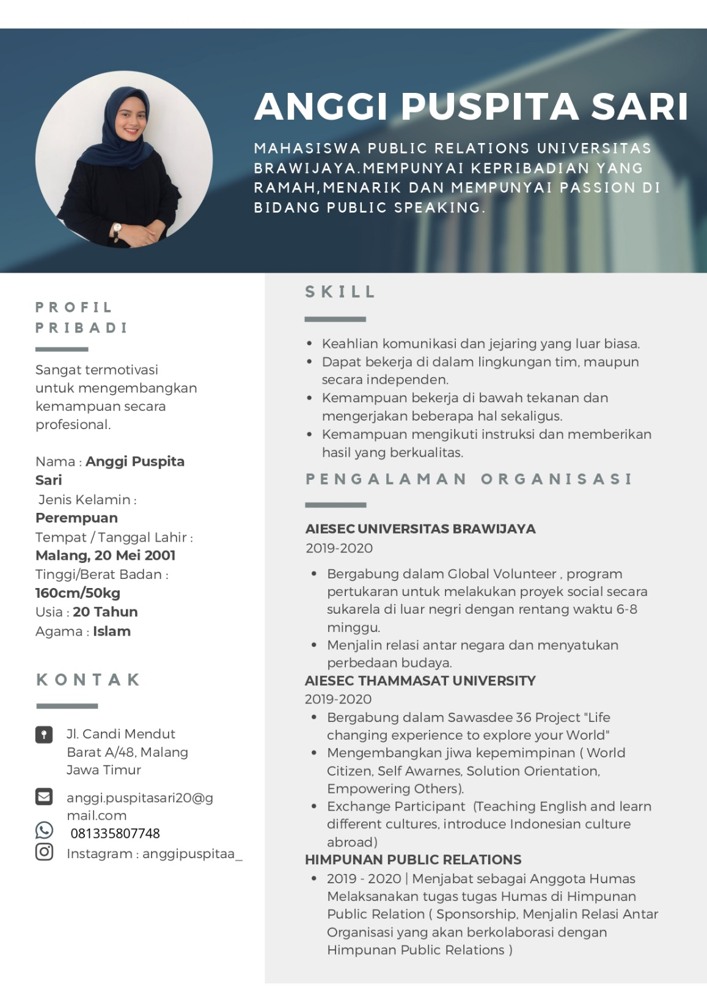 ANGGI PUSPITA SARI
MAHASISWA PUBLIC RELATIONS UNIVERSITAS
BRAWIJAYA.MEMPUNYAI KEPRIBADIAN YANG
RAMAH,MENARIK DAN MEMPUNYAI PASSION DI
BIDANG PUBLIC SPEAKING.
PROFIL
PRIBADI
Sangat termotivasi
untuk mengembangkan
kemampuan secara
profesional.
Nama : Anggi Puspita
Sari
Jenis Kelamin :
Perempuan
Tempat / Tanggal Lahir :
Malang, 20 Mei 2001
Tinggi/Berat Badan :
160cm/50kg
Usia : 20 Tahun
Agama : Islam
KONTAK
Jl. Candi Mendut
Barat A/48, Malang
Jawa Timur
anggi.puspitasari20@g
mail.com
081335807748
Instagram : anggipuspitaa_
SKILL
• Keahlian komunikasi dan jejaring yang luar biasa.
• Dapat bekerja di dalam lingkungan tim, maupun
secara independen.
• Kemampuan bekerja di bawah tekanan dan
mengerjakan beberapa hal sekaligus.
• Kemampuan mengikuti instruksi dan memberikan
hasil yang berkualitas.
PENGALAMAN ORGANISASI
AIESEC UNIVERSITAS BRAWIJAYA
2019-2020
• Bergabung dalam Global Volunteer , program
pertukaran untuk melakukan proyek social secara
sukarela di luar negri dengan rentang waktu 6-8
minggu.
• Menjalin relasi antar negara dan menyatukan
perbedaan budaya.
AIESEC THAMMASAT UNIVERSITY
2019-2020
• Bergabung dalam Sawasdee 36 Project "Life
changing experience to explore your World"
• Mengembangkan jiwa kepemimpinan ( World
Citizen, Self Awarnes, Solution Orientation,
Empowering Others).
• Exchange Participant  (Teaching English and learn
different cultures, introduce Indonesian culture
abroad)
HIMPUNAN PUBLIC RELATIONS
• 2019 - 2020 | Menjabat sebagai Anggota Humas
Melaksanakan tugas tugas Humas di Himpunan
Public Relation ( Sponsorship, Menjalin Relasi Antar
Organisasi yang akan berkolaborasi dengan
Himpunan Public Relations )